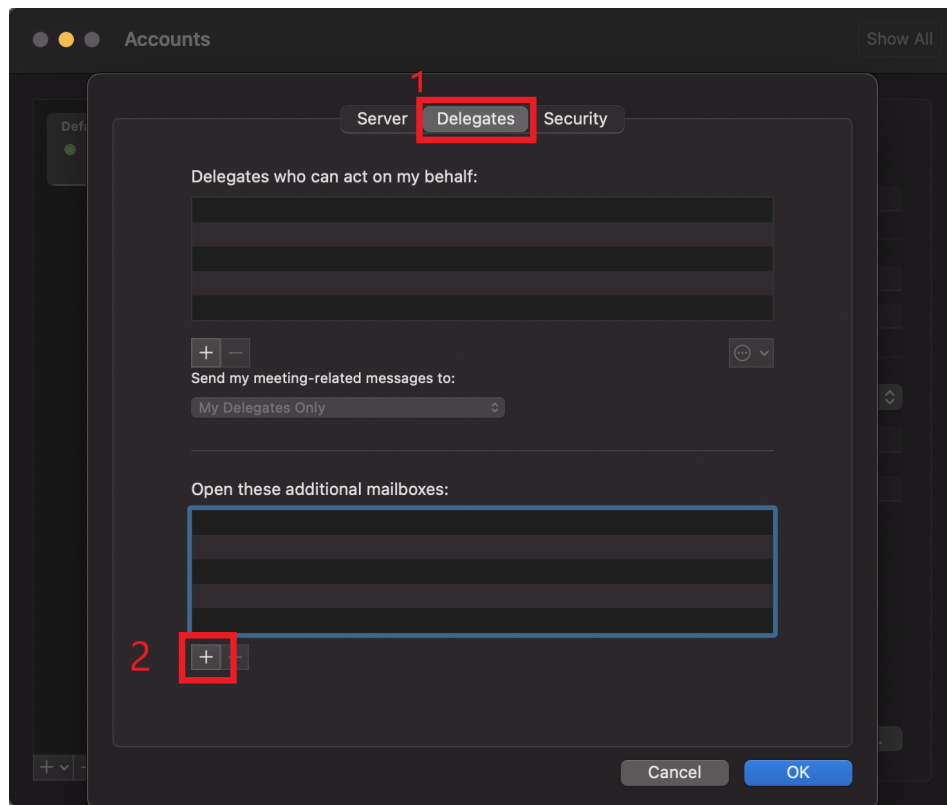 Accounts
Show All
1
Server
Delegates
Security
Delegates who can act on my behalf:
Send my meeting-related messages to:
My Delegates Only
Open these additional mailboxes:
2
Cancel
OK